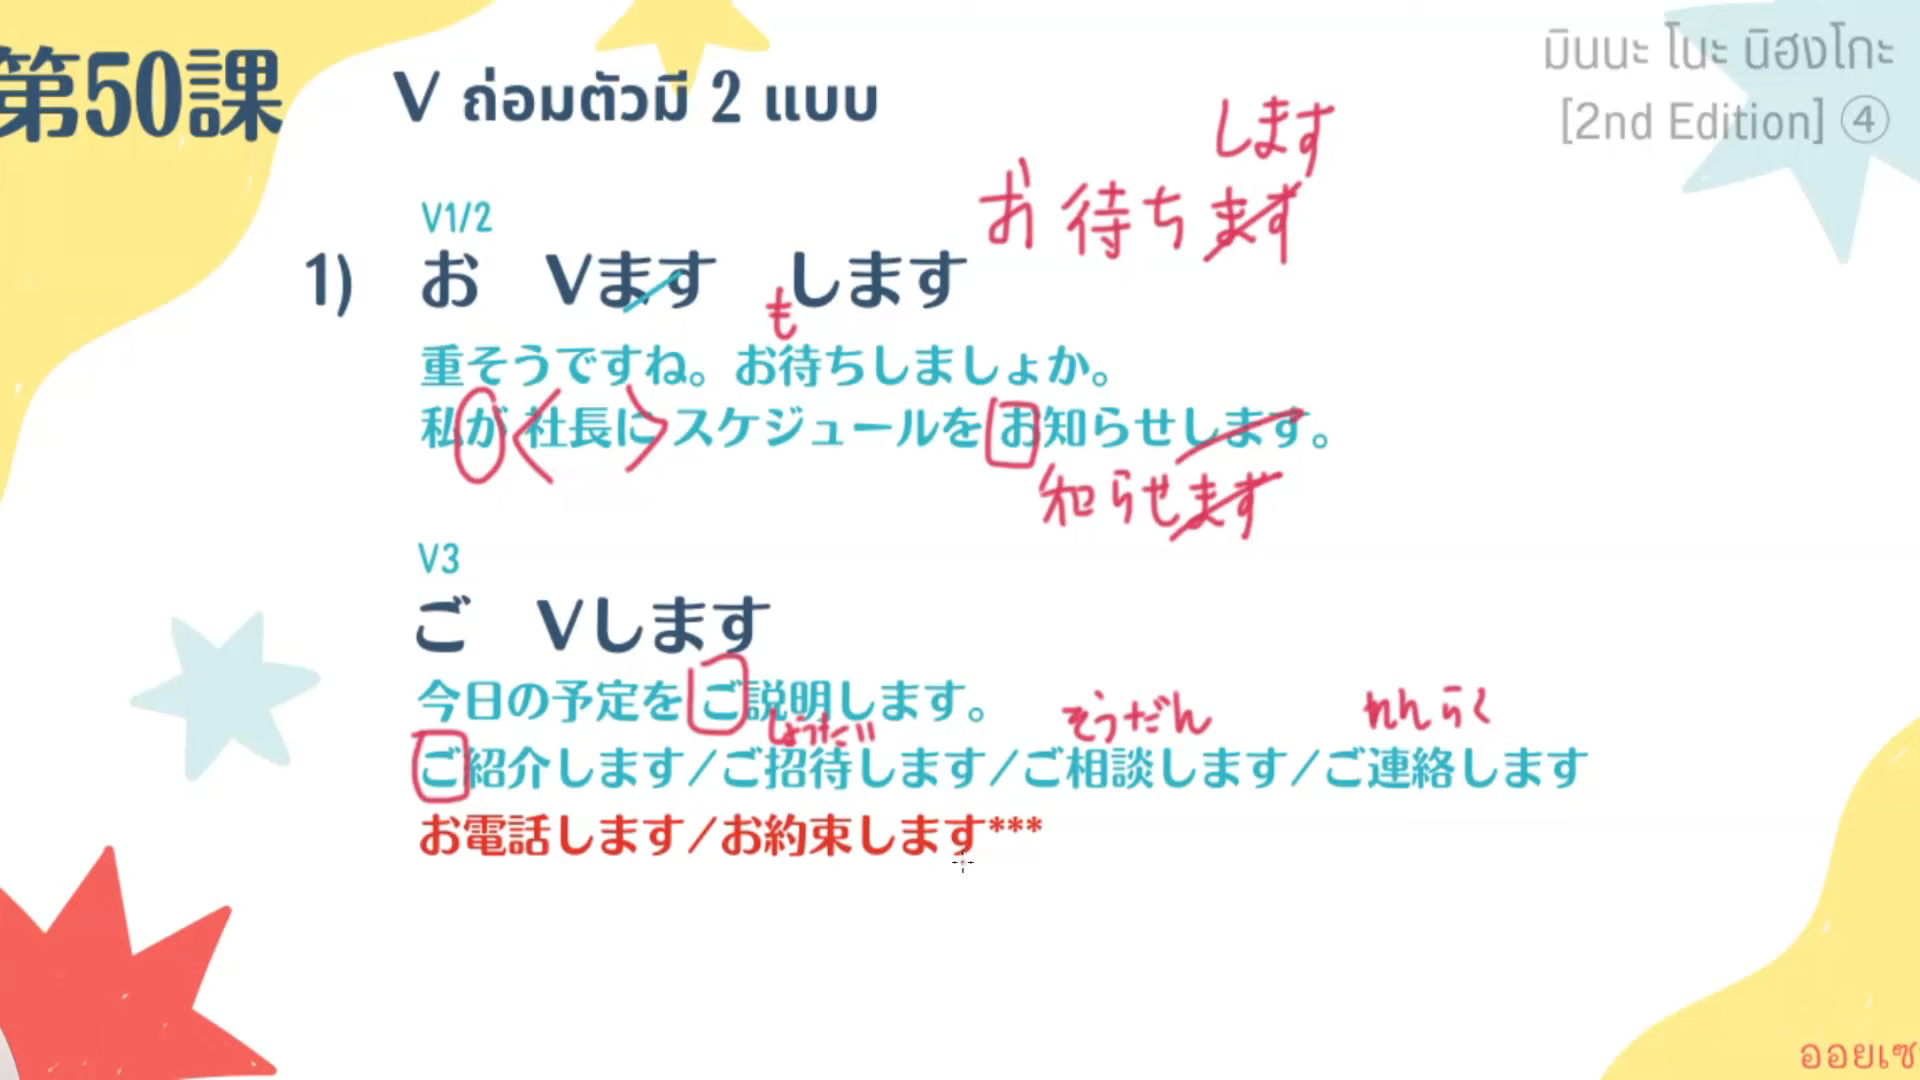 第50課
V ถ่อมตัวมี 2 แบบ
มินนะ โนะ นิฮงโกะ
[2nd Edition] ④
します
お待ちます
V1/2
1) お Vます します
も
重そうですね。お待ちしましょか。
私が 社長に スケジュールを お知らせします。
知らせます
V3
ご Vします
今日の予定を ご説明します。
しょうたい そうだん れんらく
ご紹介します/ご招待します/ご相談します/ご連絡します
お電話します/お約束します***
ออยเซ